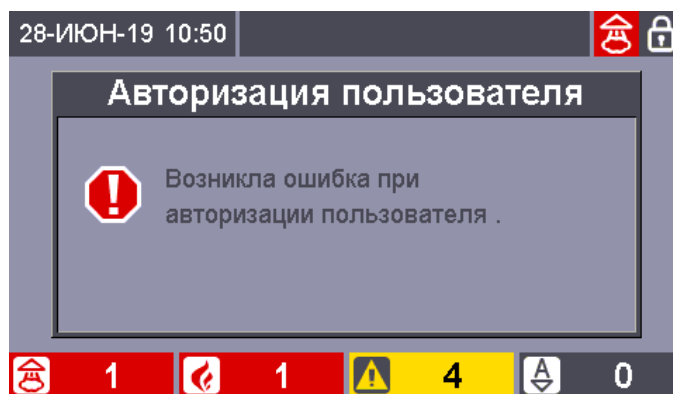 28-ИЮН-19 10:50
Авторизация пользователя
Возникла ошибка при
авторизации пользователя .
1 1 4 A 0